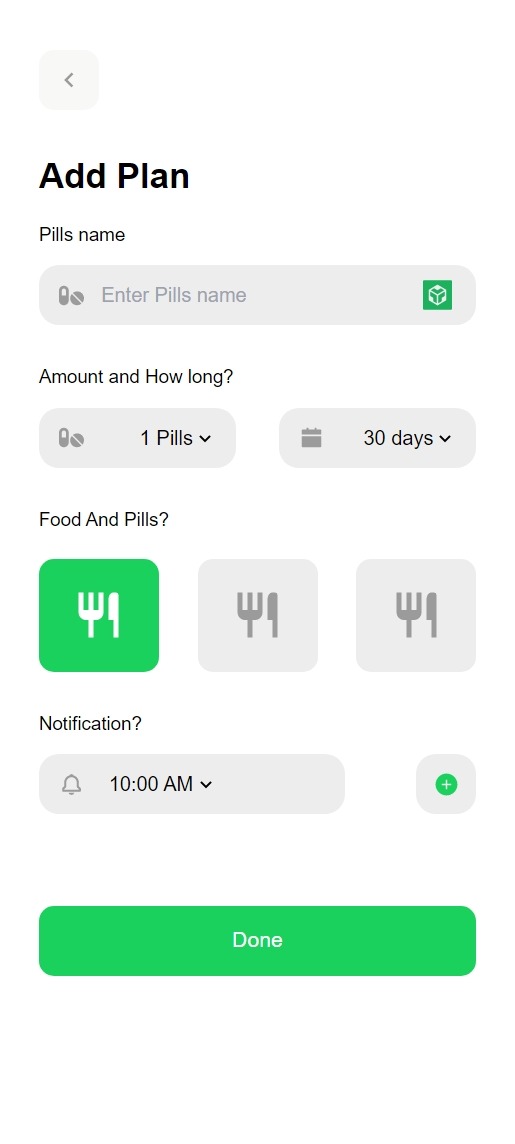 Add Plan
Pills name
Enter Pills name
Amount and How long?
1 Pills
30 days
Food And Pills?
Notification?
10:00 AM
Done